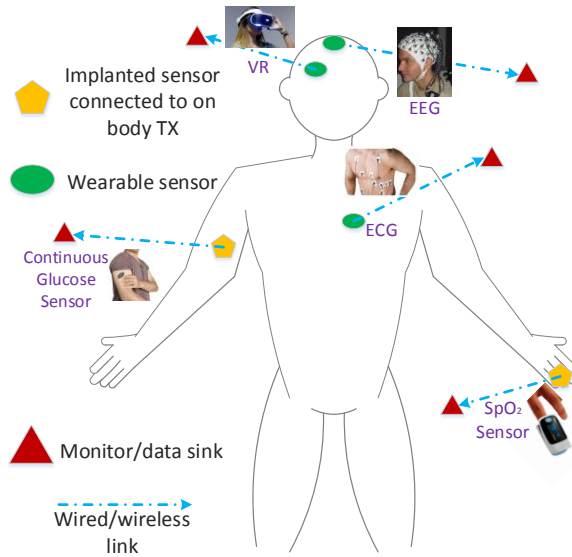 Implanted sensor
connected to on
body TX
VR
EEG
Wearable sensor
ECG
Continuous
Glucose
Sensor
SpO₂
Sensor
Monitor/data sink
Wired/wireless
link